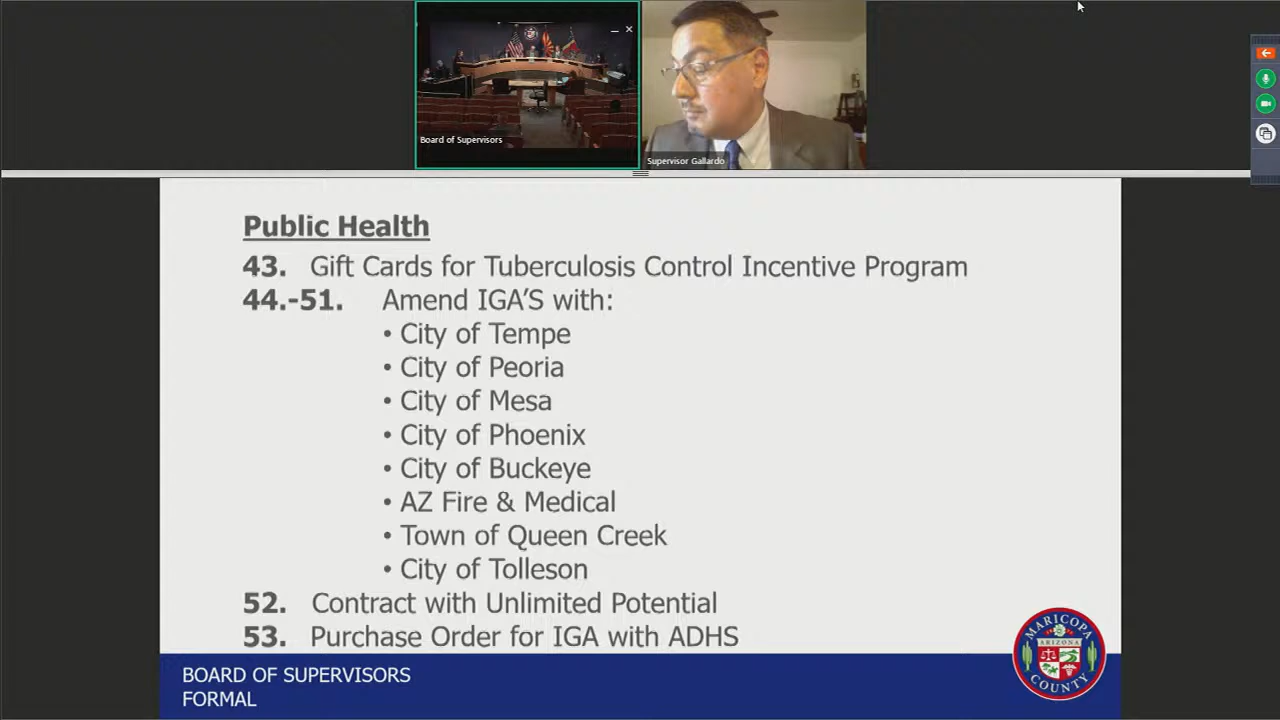 Board of Supervisors
Supervisor Gallardo
Public Health
43. Gift Cards for Tuberculosis Control Incentive Program
44.-51. Amend IGA'S with:
• City of Tempe
• City of Peoria
• City of Mesa
• City of Phoenix
• City of Buckeye
• AZ Fire & Medical
• Town of Queen Creek
• City of Tolleson
52. Contract with Unlimited Potential
53. Purchase Order for IGA with ADHS
BOARD OF SUPERVISORS
FORMAL
MARICOPA
ARIZONA
COUNTY